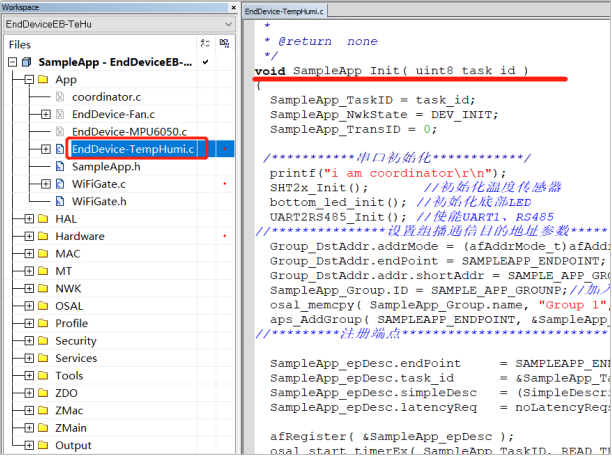 Workspace
EndDeviceEB-TeHu
Files
SampleApp - EndDeviceEB-...
App
coordinator.c
EndDevice-Fan.c
EndDevice-MPU6050.c
EndDevice-TempHumi.c
SampleApp.h
WiFiGate.c
WiFiGate.h
HAL
Hardware
MAC
MT
NWK
OSAL
Profile
Security
Services
Tools
ZDO
ZMac
ZMain
Output
EndDevice-TempHumi.c
*
* @return none
*/
void SampleApp_Init( uint8 task_id )
{
SampleApp_TaskID = task_id;
SampleApp_NwkState = DEV_INIT;
SampleApp_TransID = 0;
/***********串口初始化************/
printf("i am coordinator\r\n");
SHT2x_Init(); //初始化温度传感器
bottom_led_init(); //初始化底部LED
UART2RS485_Init(); //使能UART1、RS485
//***************设置组播通信目的地址参数*****
Group_DstAddr.addrMode = (afAddrMode_t)afAddr
Group_DstAddr.endPoint = SAMPLEAPP_ENDPOINT;
Group_DstAddr.addr.shortAddr = SAMPLE_APP_GRO
SampleApp_Group.ID = SAMPLE_APP_GROUNP;//加入
osal_memcpy( SampleApp_Group.name, "Group 1",
aps_AddGroup( SAMPLEAPP_ENDPOINT, &SampleApp_
//*********注册端点****************************
SampleApp_epDesc.endPoint = SAMPLEAPP_END
SampleApp_epDesc.task_id = &SampleApp_Ta
SampleApp_epDesc.simpleDesc = (SimpleDescri
SampleApp_epDesc.latencyReq = noLatencyReqs
afRegister( &SampleApp_epDesc );
osal_start_timerEx( SampleApp_TaskID, READ_T